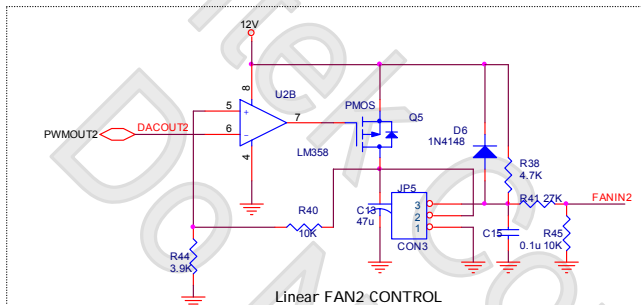 12V
8
U2B
5
+
PWMOUT2
DACOUT2
6
-
7
LM358
4
PMOS
Q5
D6
1N4148
R38
4.7K
JP5
3
2
1
CON3
R41 27K
FANIN2
R40
10K
C13
47u
R44
3.9K
C15
0.1u
R45
10K
Linear FAN2 CONTROL